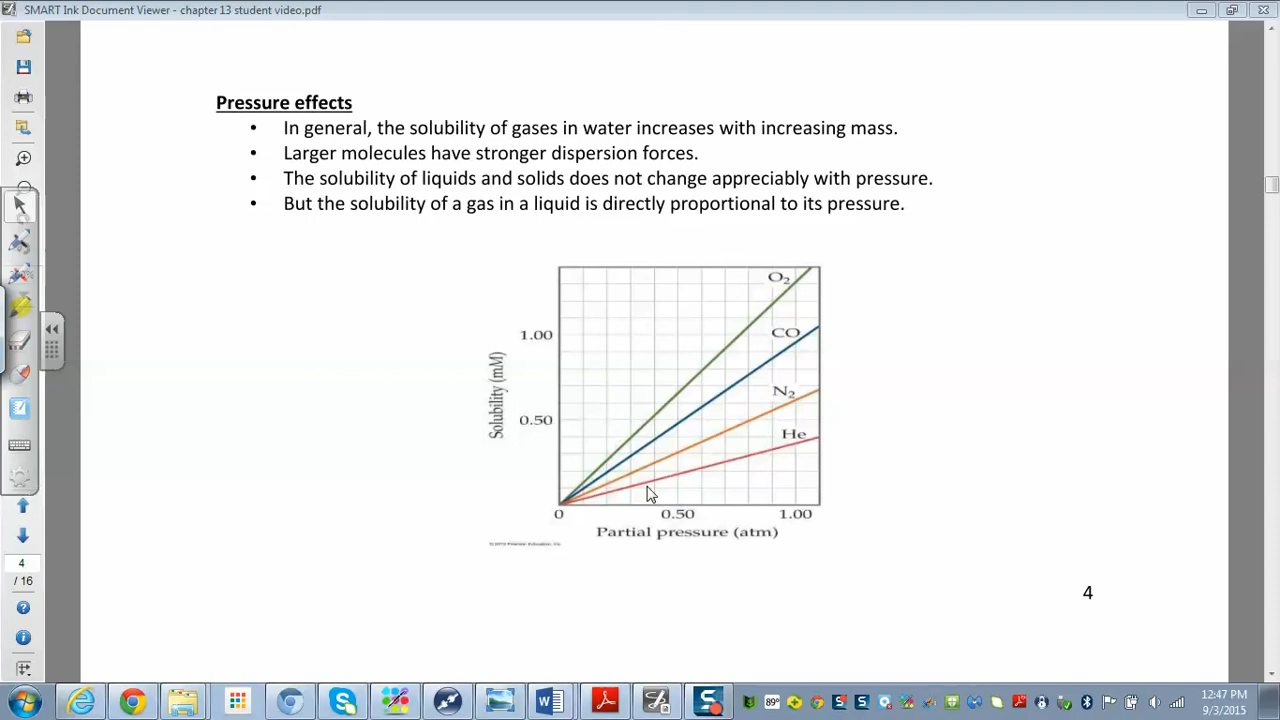 SMART Ink Document Viewer - chapter 13 student video.pdf
Pressure effects
• In general, the solubility of gases in water increases with increasing mass.
• Larger molecules have stronger dispersion forces.
• The solubility of liquids and solids does not change appreciably with pressure.
• But the solubility of a gas in a liquid is directly proportional to its pressure.
O₂
CO
N₂
He
1.00
0.50
Solubility (mM)
0 0.50 1.00
Partial pressure (atm)
4
4
/ 16
89°
12:47 PM
9/3/2015